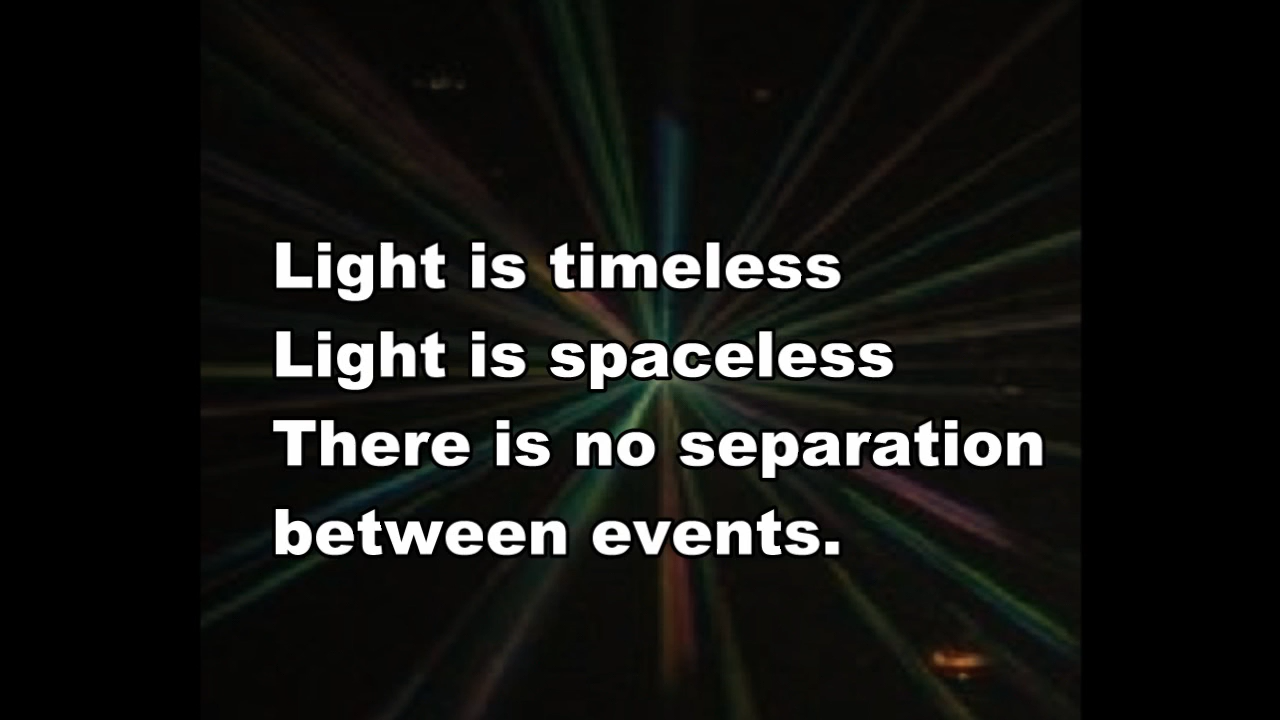 Light is timeless
Light is spaceless
There is no separation
between events.